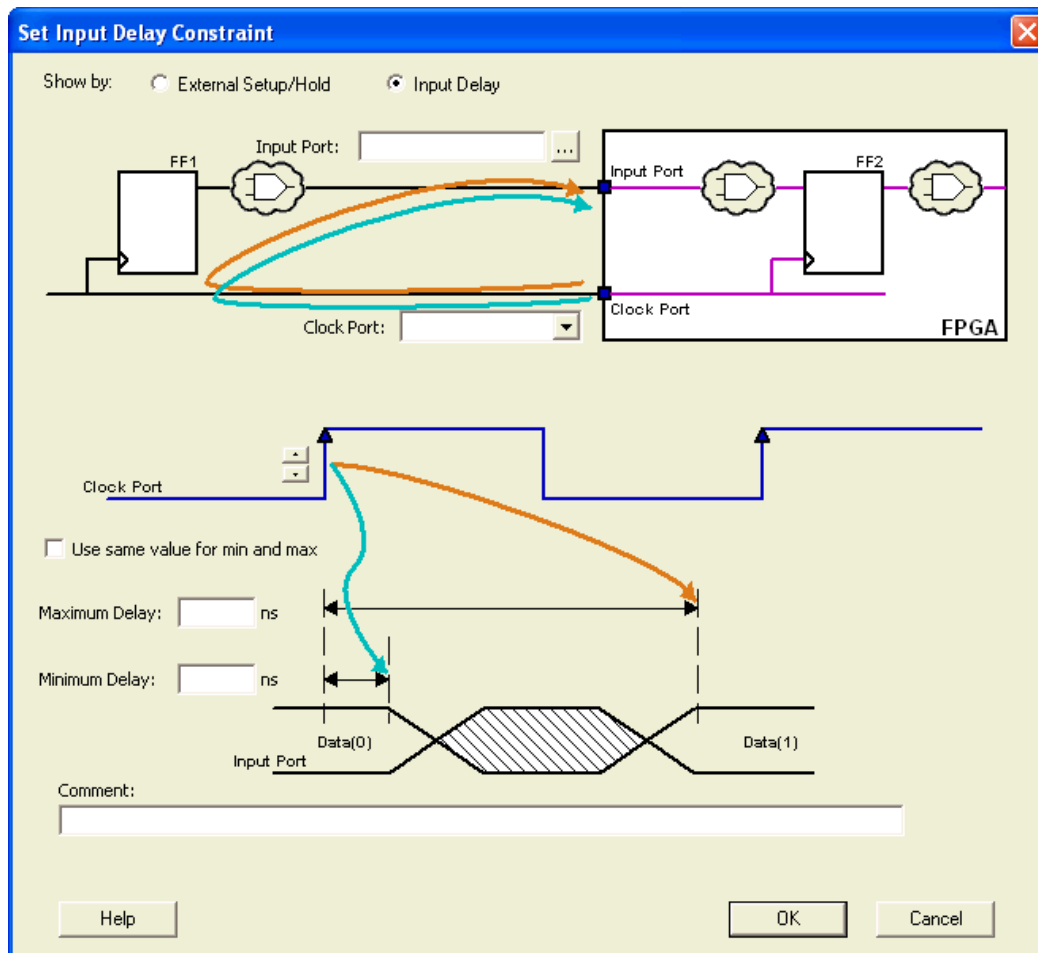 Set Input Delay Constraint
Show by: External Setup/Hold Input Delay
Input Port: ...
FF1
Input Port
FF2
Clock Port
Clock Port:
FPGA
Clock Port
Use same value for min and max
Maximum Delay: ns
Minimum Delay: ns
Data(0) Data(1)
Input Port
Comment:
Help OK Cancel